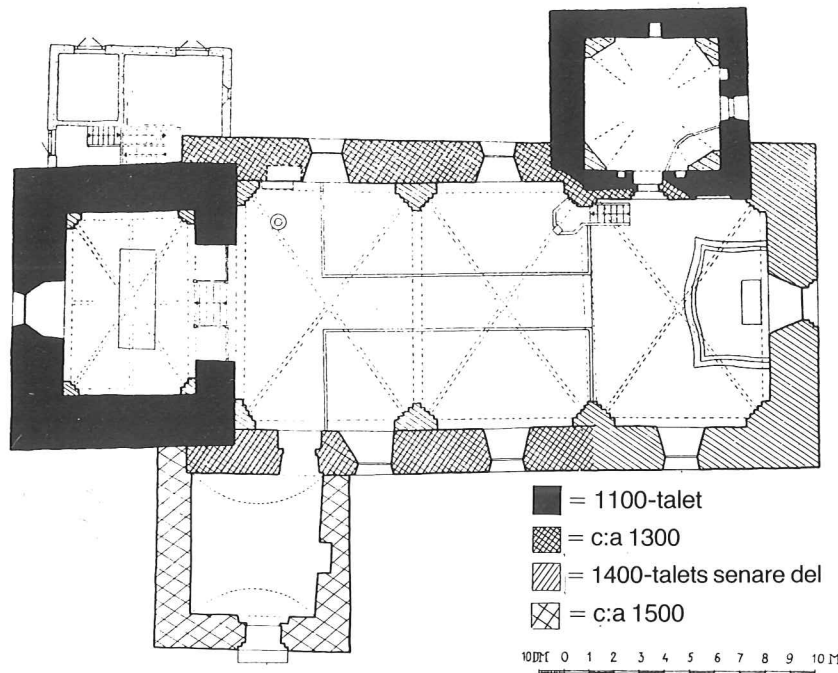 = 1100-talet
= c:a 1300
= 1400-talets senare del
= c:a 1500
10 DM 0 1 2 3 4 5 6 7 8 9 10 M